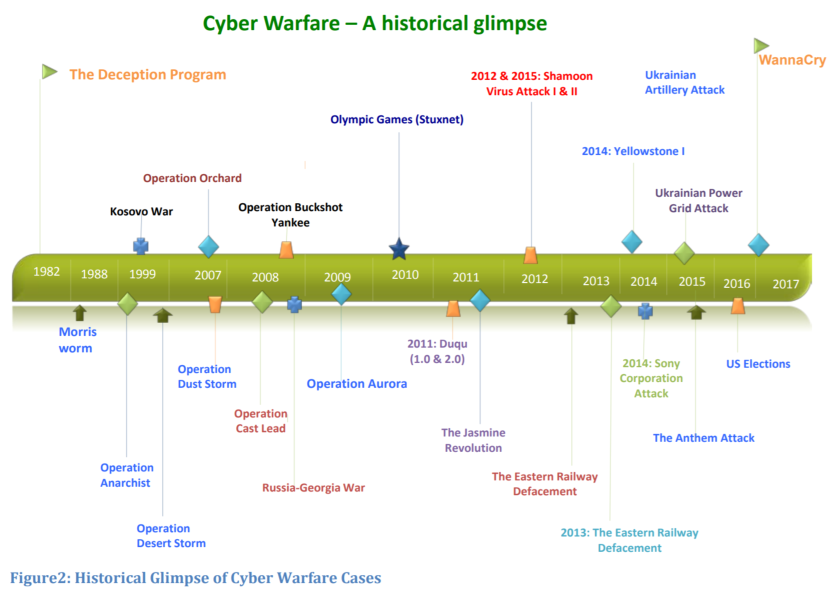 Cyber Warfare – A historical glimpse
The Deception Program
WannaCry
2012 & 2015: Shamoon
Virus Attack I & II
Ukrainian
Artillery Attack
Olympic Games (Stuxnet)
2014: Yellowstone I
Operation Orchard
Ukrainian Power
Grid Attack
Kosovo War
Operation Buckshot
Yankee
1982
1988
1999
2007
2008
2009
2010
2011
2012
2013
2014
2015
2016
2017
Morris
worm
2011: Duqu
(1.0 & 2.0)
Operation
Dust Storm
Operation Aurora
2014: Sony
Corporation
Attack
US Elections
Operation
Cast Lead
The Jasmine
Revolution
The Anthem Attack
Operation
Anarchist
Russia-Georgia War
The Eastern Railway
Defacement
Operation
Desert Storm
2013: The Eastern Railway
Defacement
Figure2: Historical Glimpse of Cyber Warfare Cases